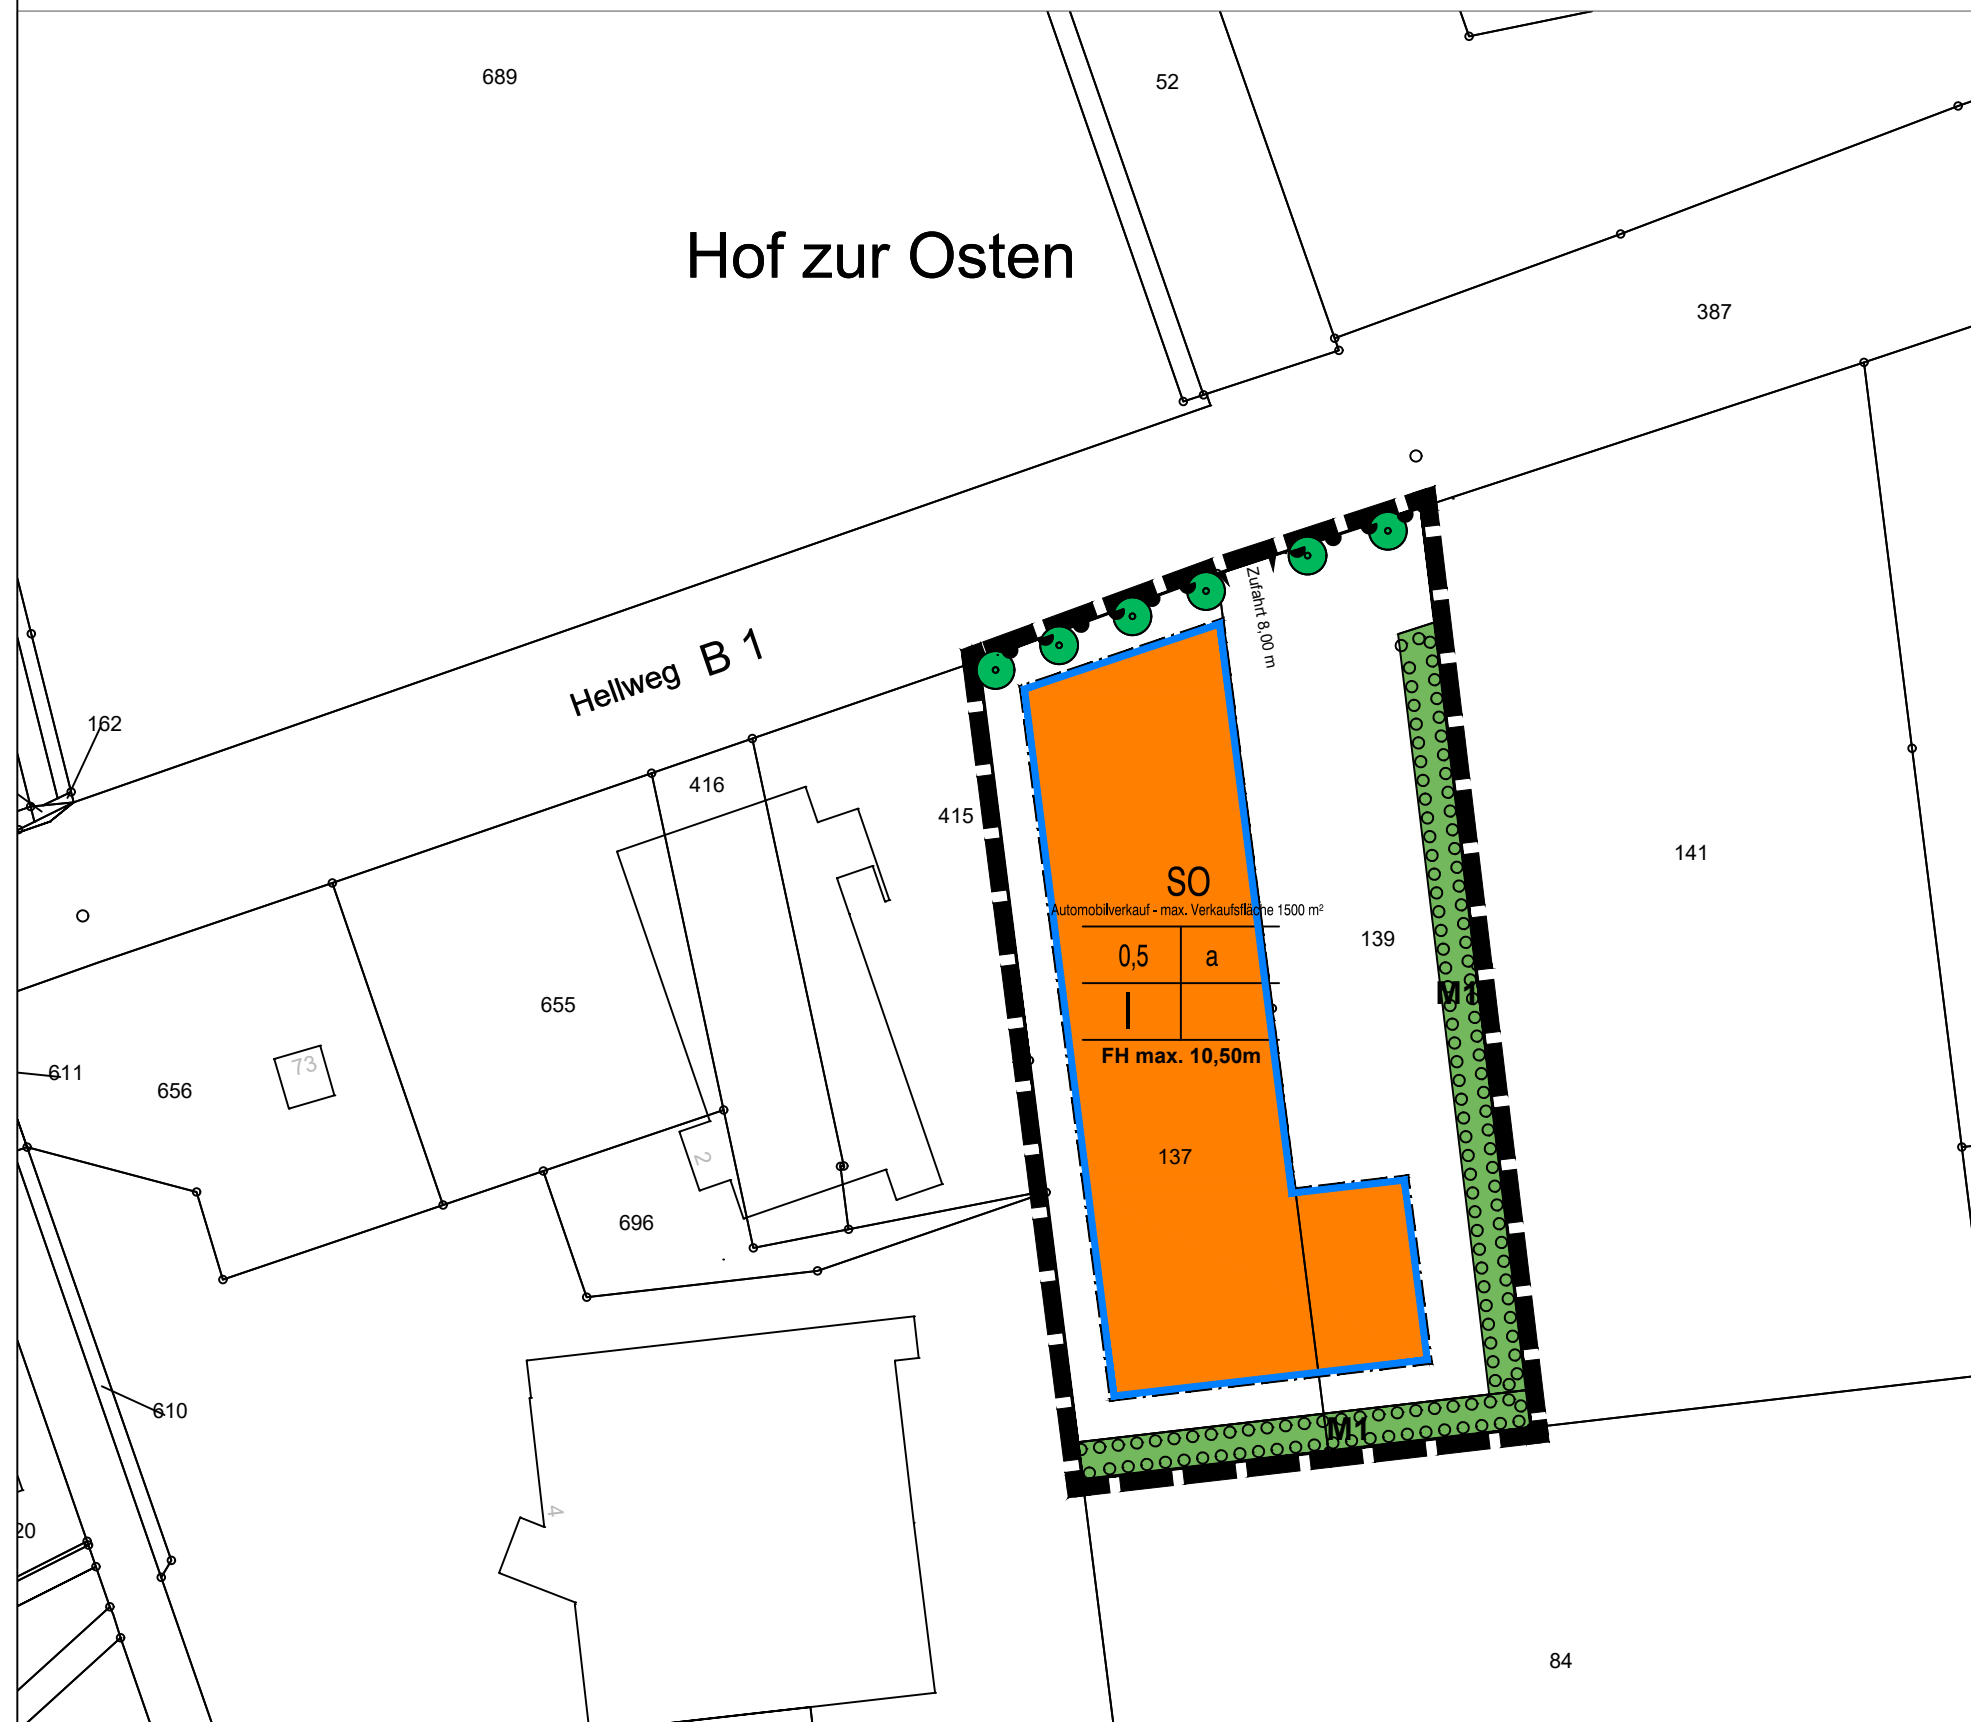 689
52
Hof zur Osten
387
Hellweg B 1
Zufahrt 8,00 m
162
416
415
SO
Automobilverkauf - max. Verkaufsfläche 1500 m²
141
0,5 a
139
I
M1
655
FH max. 10,50m
73
611
656
137
2
696
610
M1
4
20
84